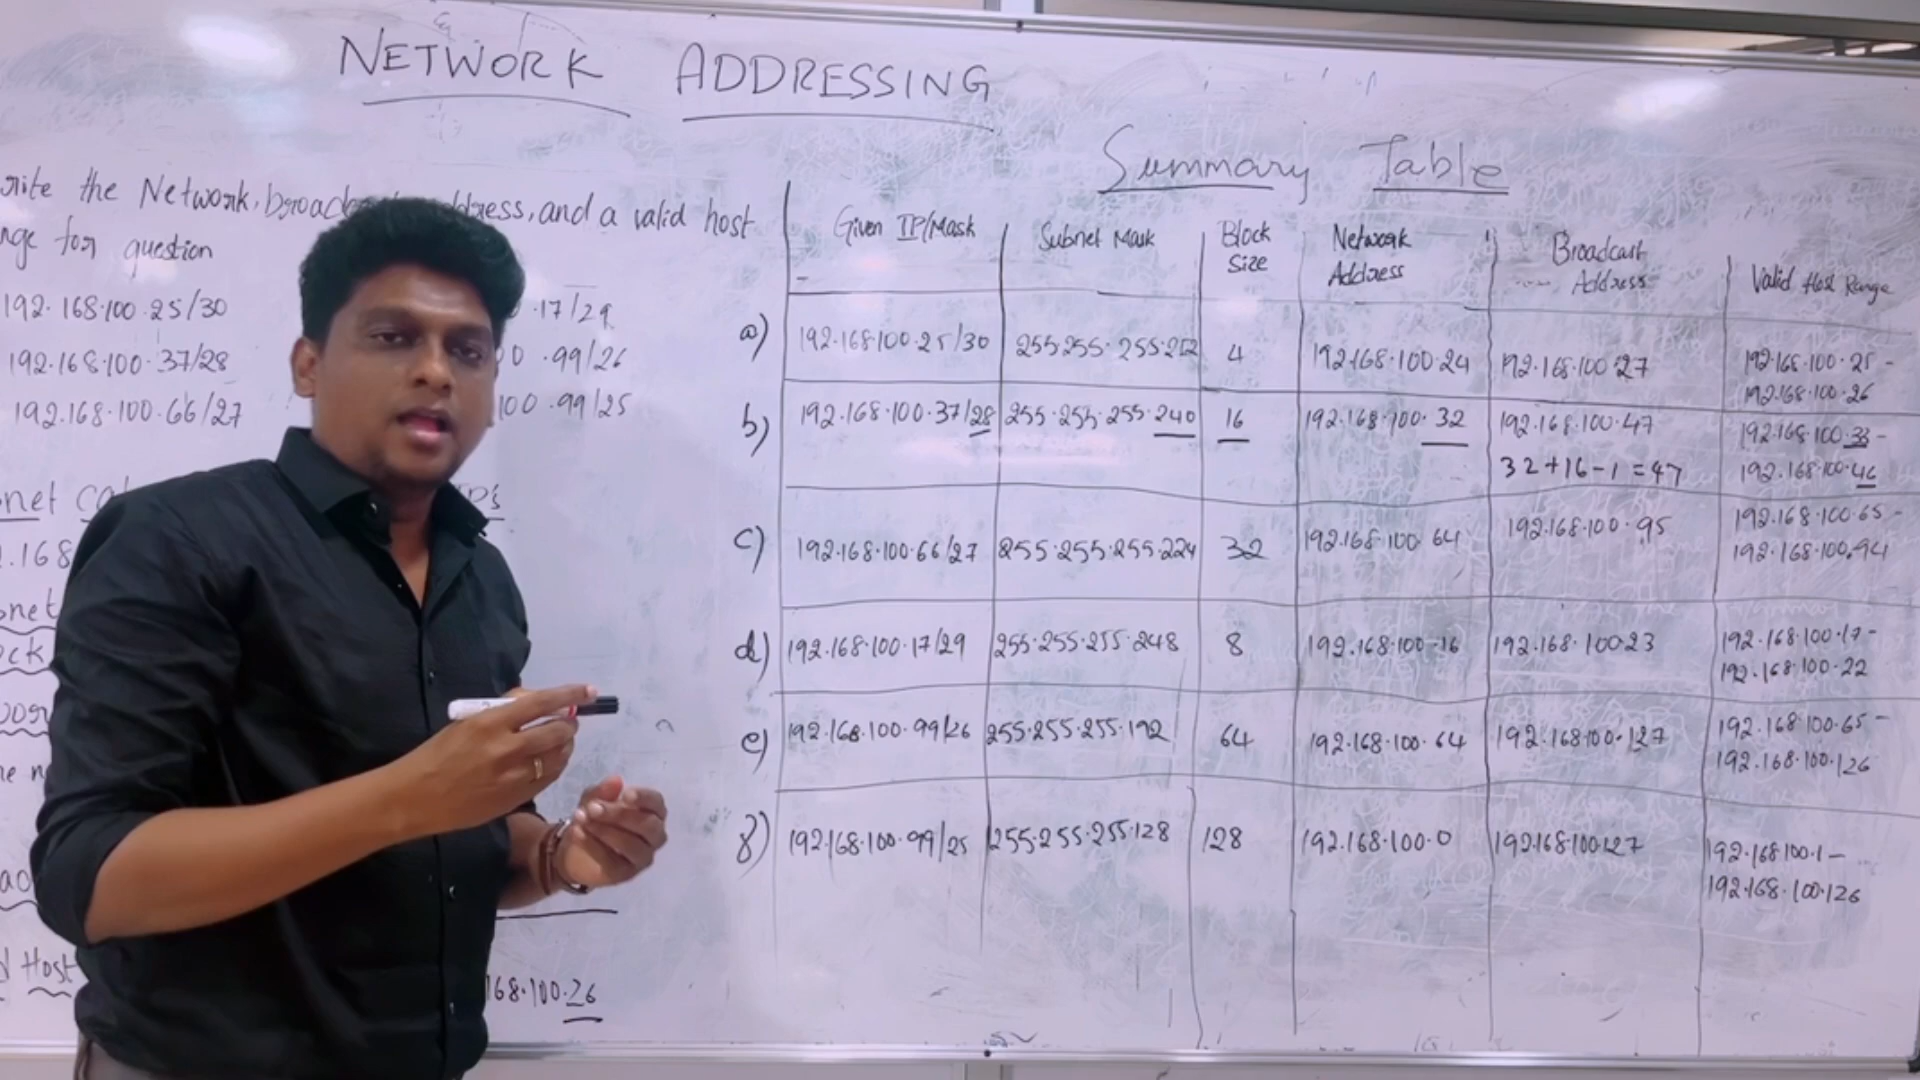 NETWORK ADDRESSING
rite the Network, broadc ddress, and a valid host
nge for question
192.168.100.25/30
.17/29
192.168.100.37/28
0.99/26
192.168.100.66/27
100.99/25
net Ca
.168
net
ock
wor
he n
ad
d Host
168.100.26
Summary Table
Given IP/Mask Subnet Mask Block Size Network Address Broadcast Address Valid Host Range
a) 192.168.100.25/30 255.255.255.252 4 192.168.100.24 192.168.100.27 192.168.100.25 -
192.168.100.26
b) 192.168.100.37/28 255.255.255.240 16 192.168.100.32 192.168.100.47 192.168.100.33 -
32+16-1=47 192.168.100.46
c) 192.168.100.66/27 255.255.255.224 32 192.168.100.64 192.168.100.95 192.168.100.65 -
192.168.100.94
d) 192.168.100.17/29 255.255.255.248 8 192.168.100.16 192.168.100.23 192.168.100.17 -
192.168.100.22
e) 192.168.100.99/26 255.255.255.192 64 192.168.100.64 192.168.100.127 192.168.100.65 -
192.168.100.126
f) 192.168.100.99/25 255.255.255.128 128 192.168.100.0 192.168.100.127 192.168.100.1 -
192.168.100.126